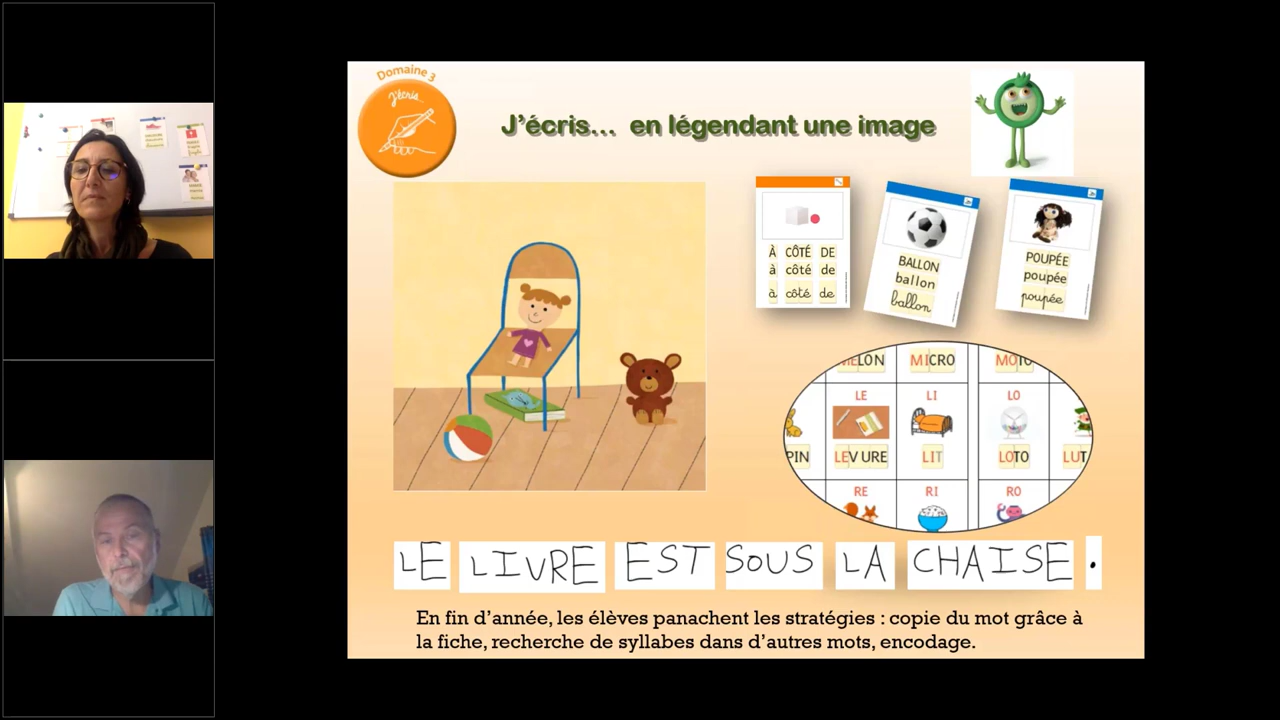 Domaine 3
J'écris
J'écris... en légendant une image
À CÔTÉ DE
à côté de
à côté de
BALLON
ballon
ballon
POUPÉE
poupée
poupée
MELON
MICRO
MOTO
LE
LI
LO
PIN
LEVURE
LIT
LOTO
LUT
RE
RI
RO
LE LIVRE EST SOUS LA CHAISE .
En fin d'année, les élèves panachent les stratégies : copie du mot grâce à
la fiche, recherche de syllabes dans d'autres mots, encodage.